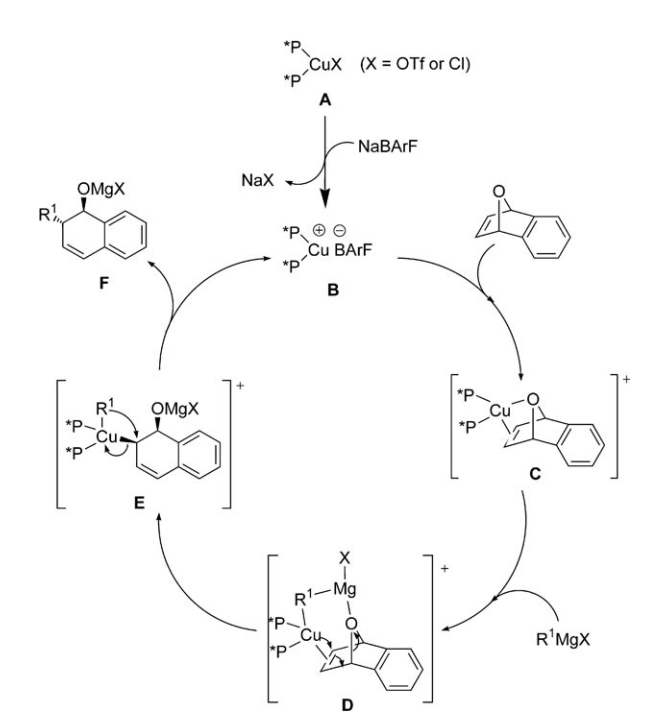 *P
CuX (X = OTf or Cl)
*P
A
NaBArF
NaX
OMgX
R¹
F
*P ⊕ ⊖
Cu BArF
*P
B
O
+
R¹ OMgX
*P
Cu
*P
E
+
*P O
Cu
*P
C
+
X
Mg
R¹
*P O
Cu
*P
D
R¹MgX